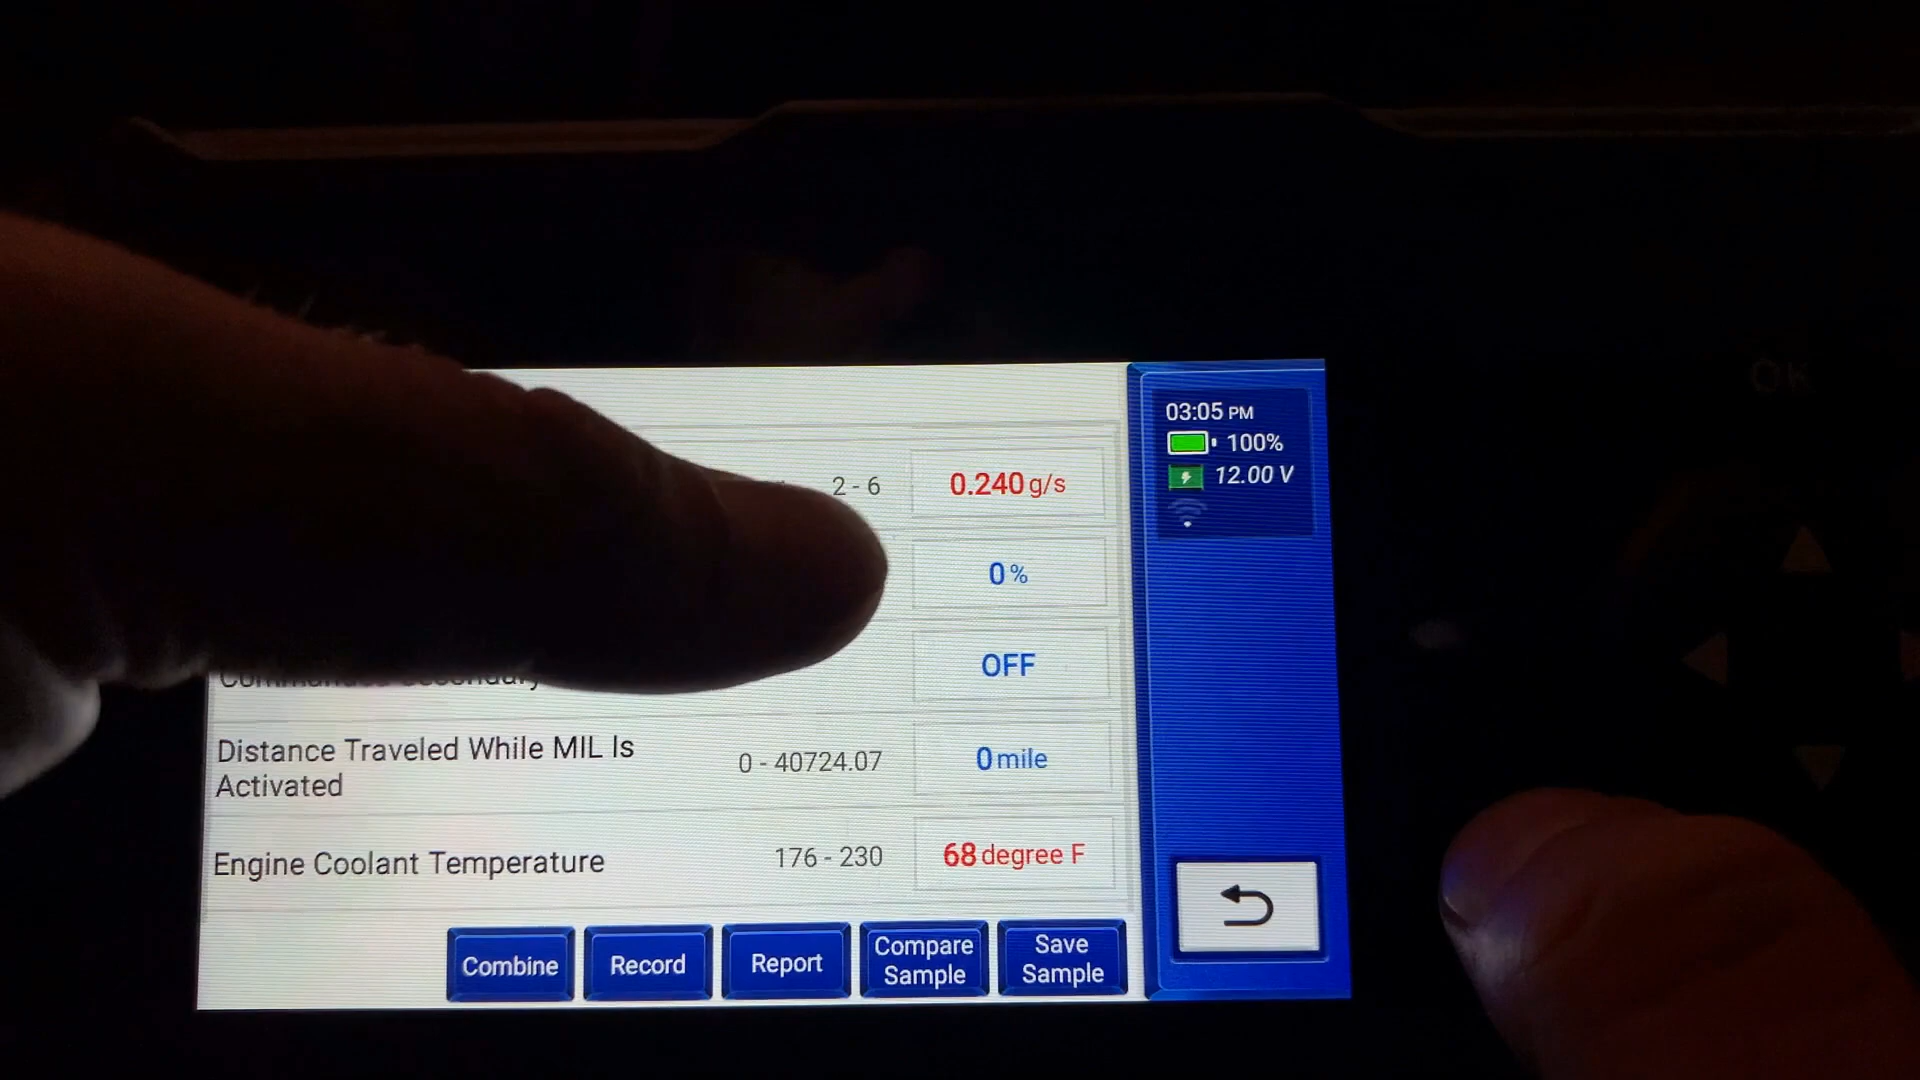 03:05 PM
100%
12.00 V
2 - 6 0.240 g/s
0 %
OFF
Distance Traveled While MIL Is
Activated 0 - 40724.07 0 mile
Engine Coolant Temperature 176 - 230 68 degree F
Combine Record Report Compare
Sample Save
Sample
OK